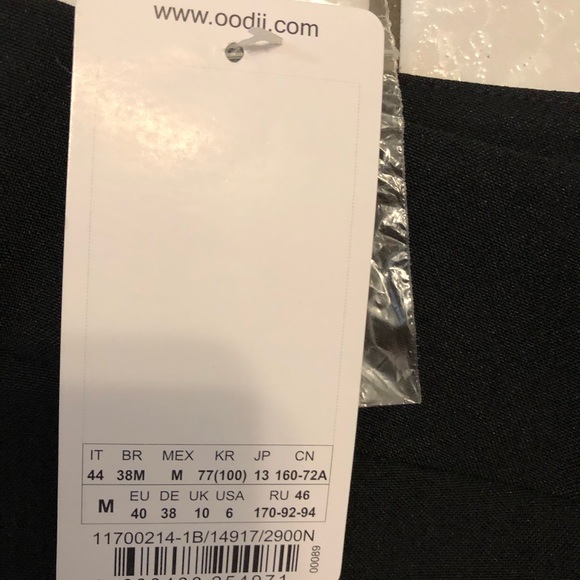 www.oodji.com
IT BR MEX KR JP CN
44 38M M 77(100) 13 160-72A
M EU DE UK USA RU 46
40 38 10 6 170-92-94
11700214-1B/14917/2900N
00089